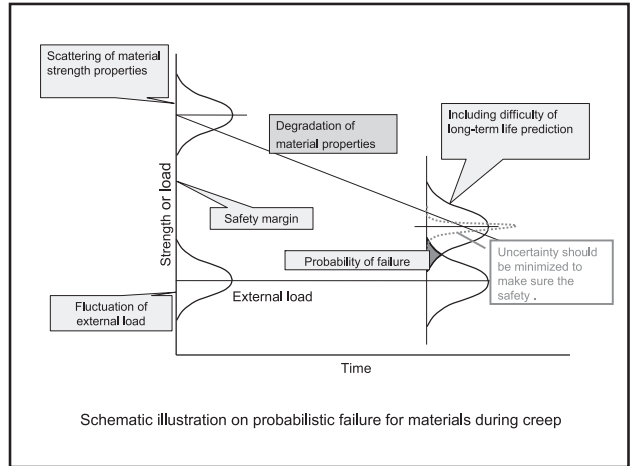 Scattering of material
strength properties
Including difficulty of
long-term life prediction
Degradation of
material properties
Strength or load
Safety margin
Probability of failure
Uncertainty should
be minimized to
make sure the
safety .
External load
Fluctuation of
external load
Time
Schematic illustration on probabilistic failure for materials during creep